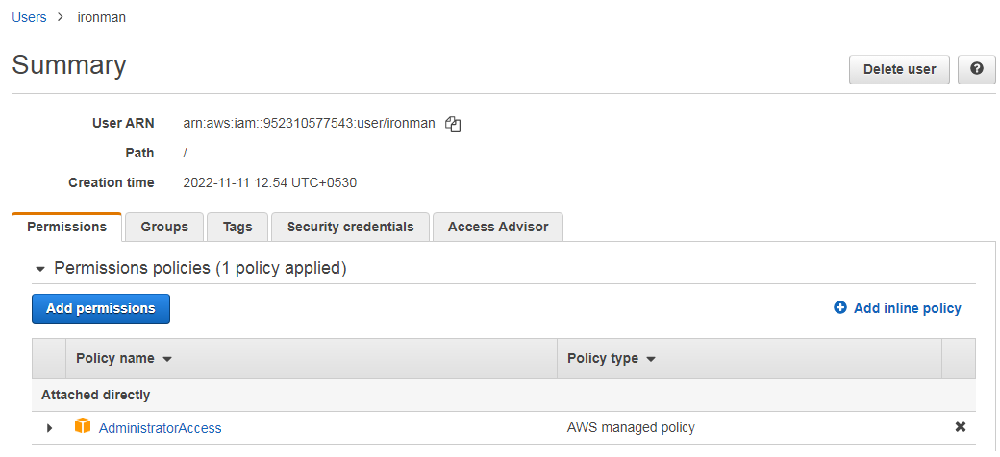 Users > ironman
Summary
Delete user
?
User ARN arn:aws:iam::952310577543:user/ironman
Path /
Creation time 2022-11-11 12:54 UTC+0530
Permissions Groups Tags Security credentials Access Advisor
Permissions policies (1 policy applied)
Add permissions
Add inline policy
Policy name Policy type
Attached directly
AdministratorAccess AWS managed policy